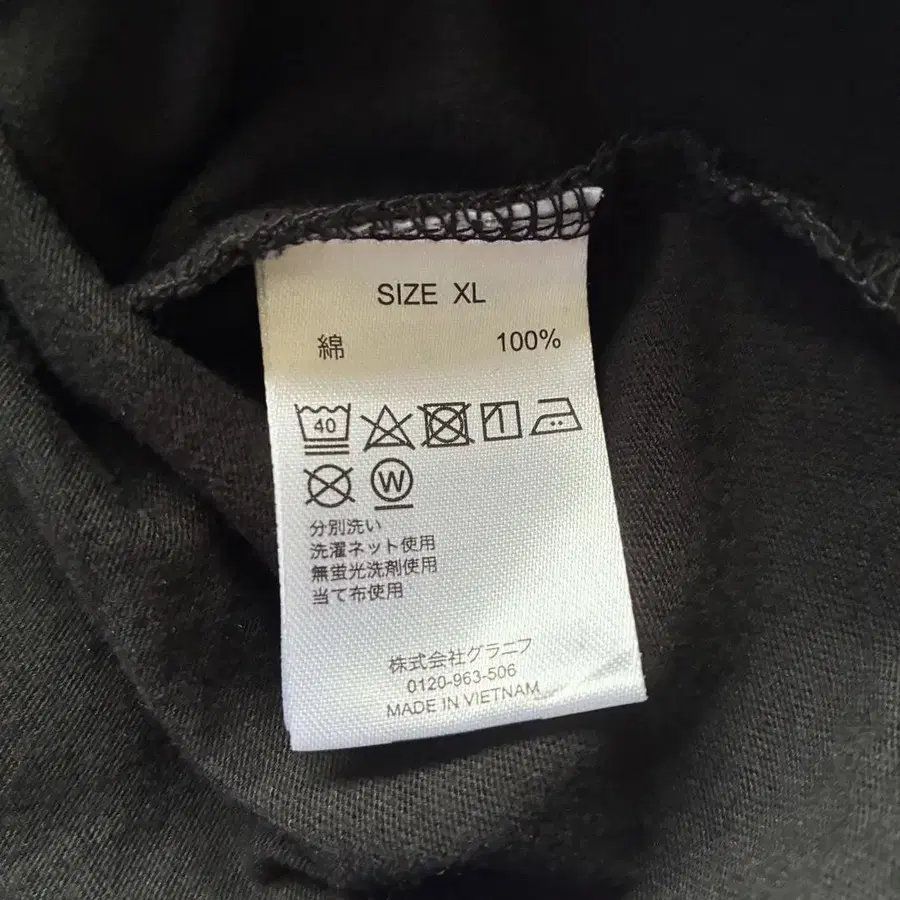 SIZE XL
綿 100%
40
W
分別洗い
洗濯ネット使用
無蛍光洗剤使用
当て布使用
株式会社グラニフ
0120-963-506
MADE IN VIETNAM